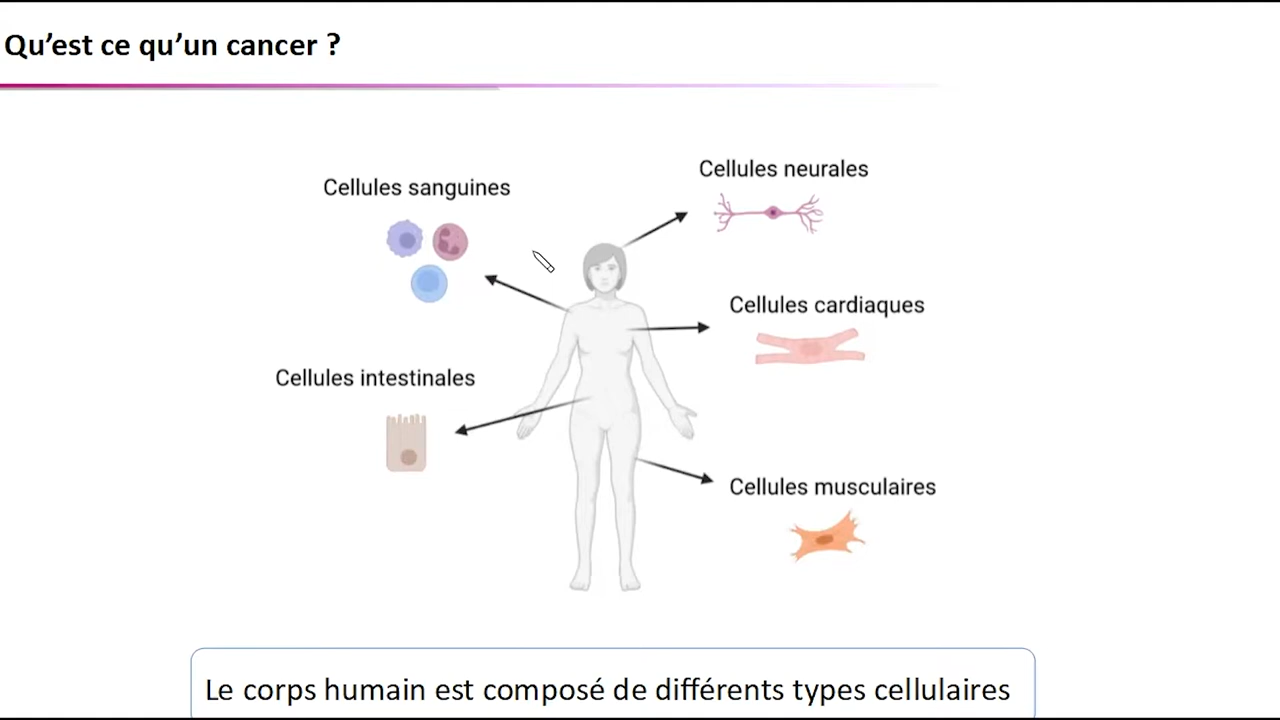 Qu’est ce qu’un cancer ?
Cellules neurales
Cellules sanguines
Cellules cardiaques
Cellules intestinales
Cellules musculaires
Le corps humain est composé de différents types cellulaires